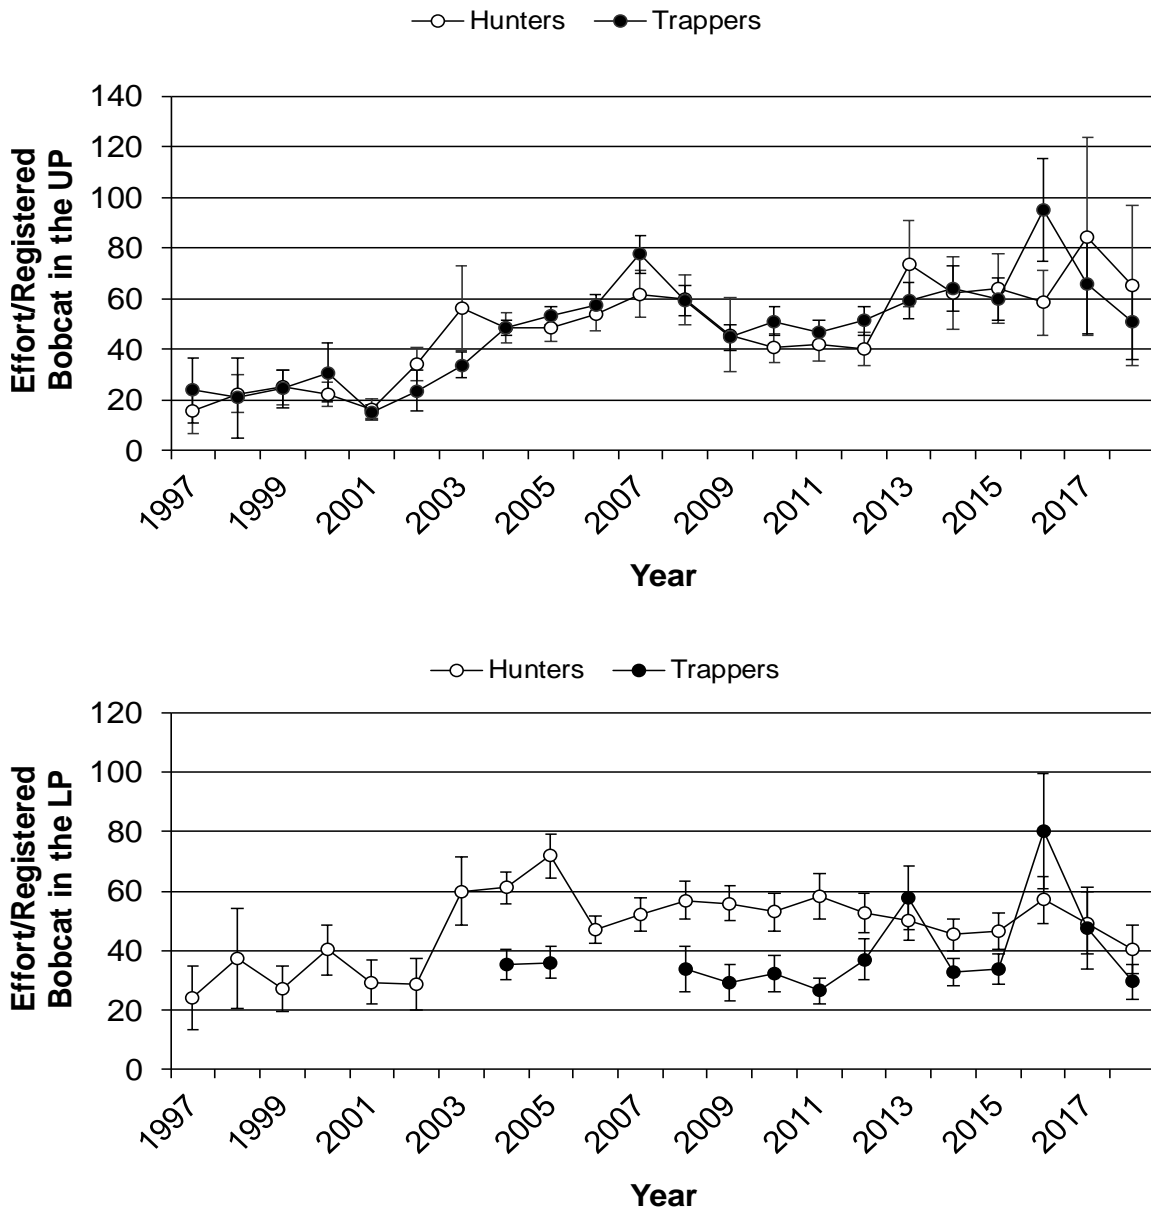 Hunters Trappers
140
120
100
80
60
40
20
0
Effort/Registered
Bobcat in the UP
1997 1999 2001 2003 2005 2007 2009 2011 2013 2015 2017
Year
Hunters Trappers
120
100
80
60
40
20
0
Effort/Registered
Bobcat in the LP
1997 1999 2001 2003 2005 2007 2009 2011 2013 2015 2017
Year